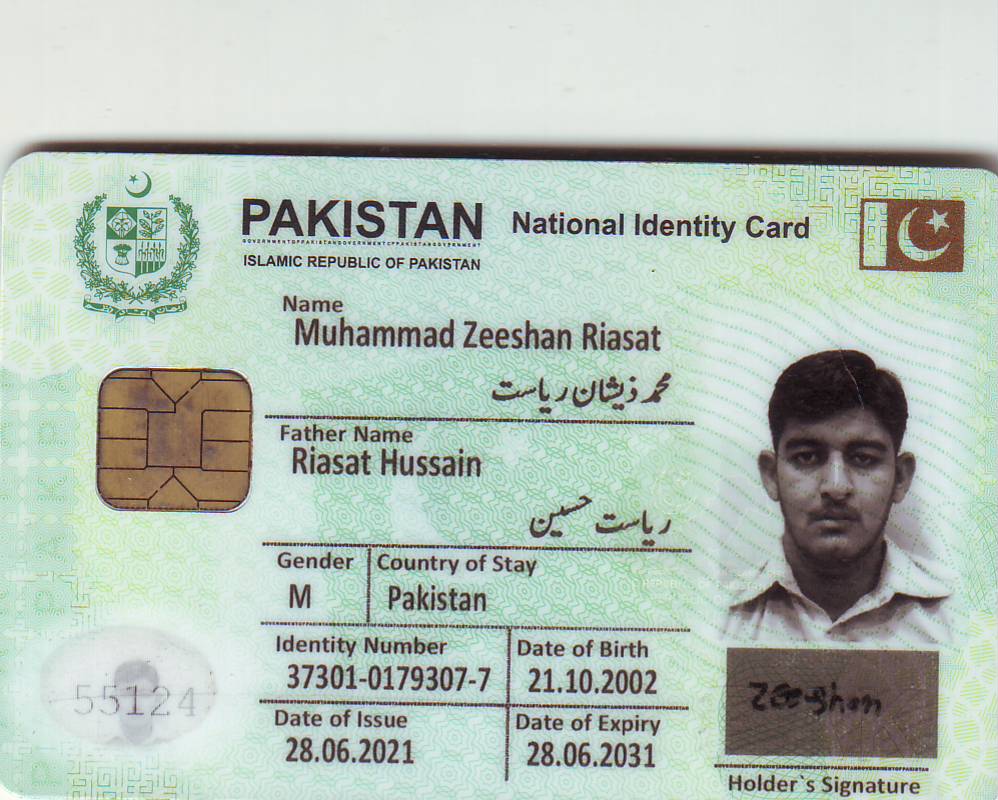 PAKISTAN National Identity Card
ISLAMIC REPUBLIC OF PAKISTAN
Name
Muhammad Zeeshan Riasat
محمد ذیشان ریاست
Father Name
Riasat Hussain
ریاست حسین
Gender Country of Stay
M Pakistan
Identity Number Date of Birth
37301-0179307-7 21.10.2002
Date of Issue Date of Expiry
28.06.2021 28.06.2031
55124
Zeeshan
Holder`s Signature